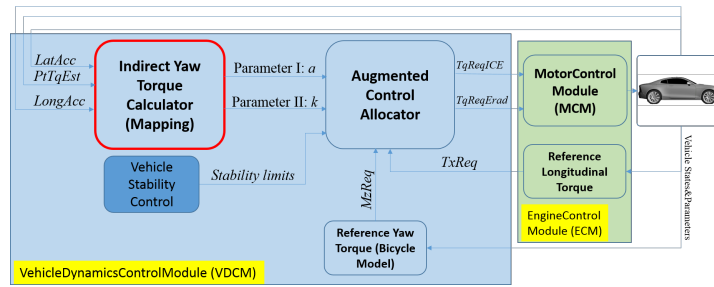 LatAcc
PtTqEst
LongAcc
Indirect Yaw
Torque
Calculator
(Mapping)
Parameter I: a
Parameter II: k
Augmented
Control
Allocator
TqReqICE
TqReqErad
MotorControl
Module
(MCM)
Vehicle
Stability
Control
Stability limits
MzReq
TxReq
Reference
Longitudinal
Torque
Vehicle States&Parameters
Reference Yaw
Torque (Bicycle
Model)
EngineControl
Module (ECM)
VehicleDynamicsControlModule (VDCM)